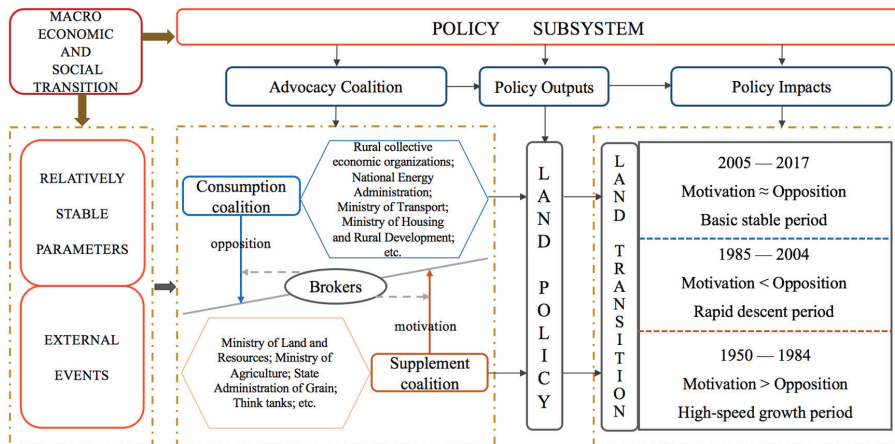 MACRO
ECONOMIC
AND
SOCIAL
TRANSITION
POLICY SUBSYSTEM
Advocacy Coalition
Policy Outputs
Policy Impacts
RELATIVELY
STABLE
PARAMETERS
EXTERNAL
EVENTS
Consumption
coalition
Rural collective
economic organizations;
National Energy
Administration;
Ministry of Transport;
Ministry of Housing
and Rural Development;
etc.
opposition
Brokers
motivation
Ministry of Land and
Resources; Ministry of
Agriculture; State
Administration of Grain;
Think tanks; etc.
Supplement
coalition
LAND POLICY
LAND TRANSITION
2005 — 2017
Motivation ≈ Opposition
Basic stable period
1985 — 2004
Motivation < Opposition
Rapid descent period
1950 — 1984
Motivation > Opposition
High-speed growth period